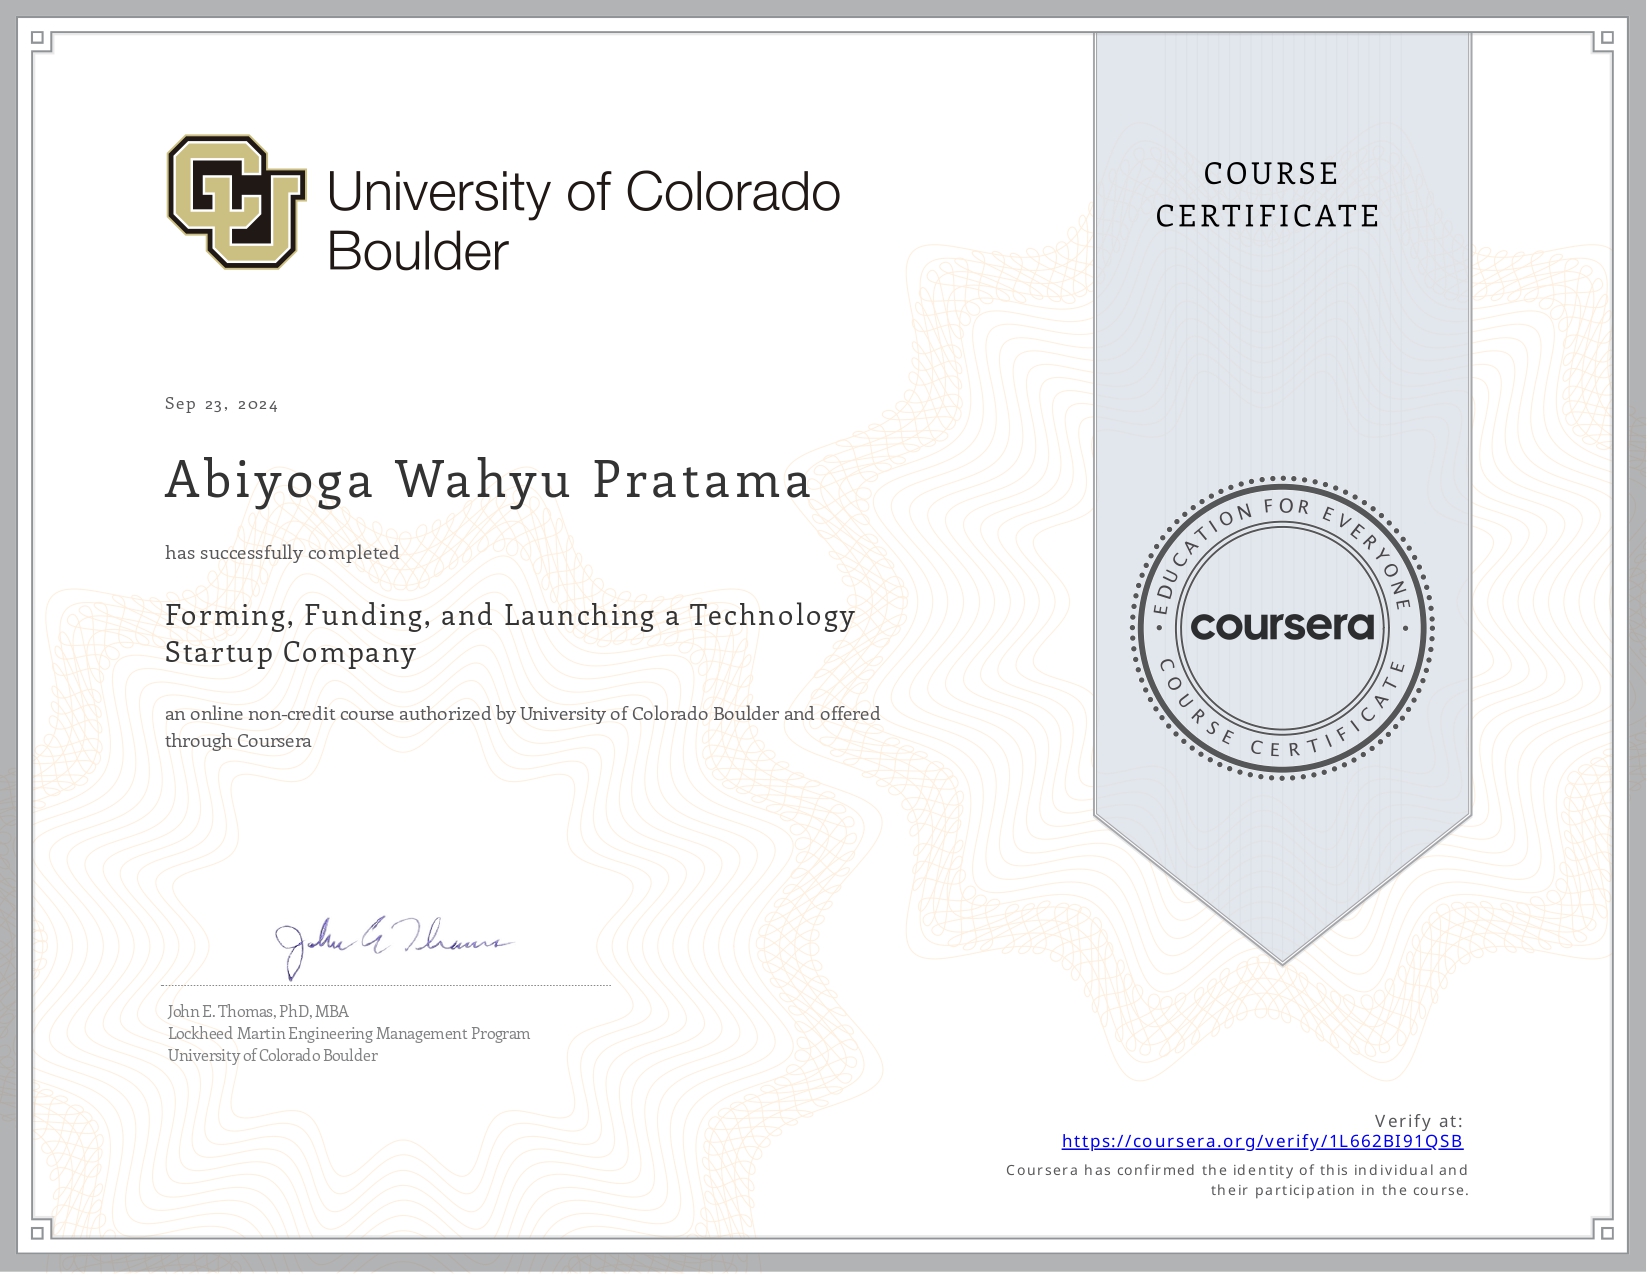 CU
University of Colorado
Boulder
COURSE
CERTIFICATE
Sep 23, 2024
Abiyoga Wahyu Pratama
has successfully completed
Forming, Funding, and Launching a Technology
Startup Company
an online non-credit course authorized by University of Colorado Boulder and offered
through Coursera
• EDUCATION FOR EVERYONE •
coursera
COURSE CERTIFICATE
John E Thomas
John E. Thomas, PhD, MBA
Lockheed Martin Engineering Management Program
University of Colorado Boulder
Verify at:
https://coursera.org/verify/1L662BI91QSB
Coursera has confirmed the identity of this individual and
their participation in the course.